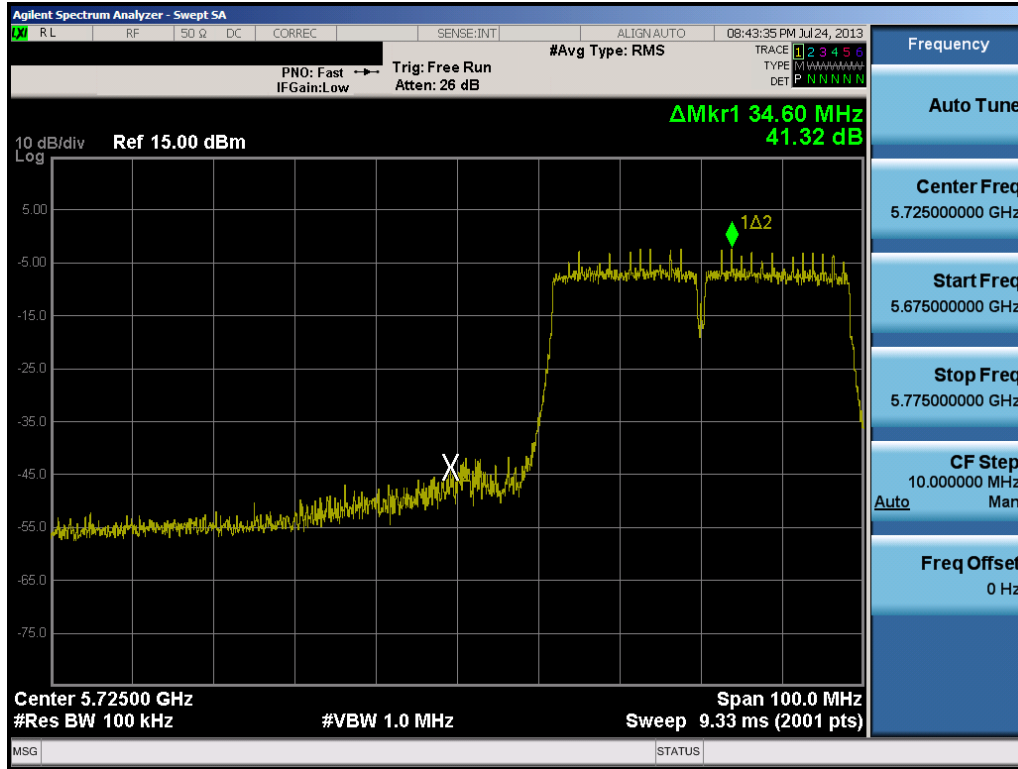 Agilent Spectrum Analyzer - Swept SA
LXI RL RF 50 Ω DC CORREC SENSE:INT ALIGN AUTO 08:43:35 PM Jul 24, 2013
#Avg Type: RMS TRACE 1 2 3 4 5 6
PNO: Fast Trig: Free Run TYPE M WWWWW
IFGain:Low Atten: 26 dB DET P N N N N N
ΔMkr1 34.60 MHz
41.32 dB
10 dB/div Ref 15.00 dBm
Log
5.00
1Δ2
-5.00
-15.0
-25.0
-35.0
X
-45.0
-55.0
-65.0
-75.0
Center 5.72500 GHz Span 100.0 MHz
#Res BW 100 kHz #VBW 1.0 MHz Sweep 9.33 ms (2001 pts)
MSG STATUS
Frequency
Auto Tune
Center Freq
5.725000000 GHz
Start Freq
5.675000000 GHz
Stop Freq
5.775000000 GHz
CF Step
10.000000 MHz
Auto Man
Freq Offset
0 Hz